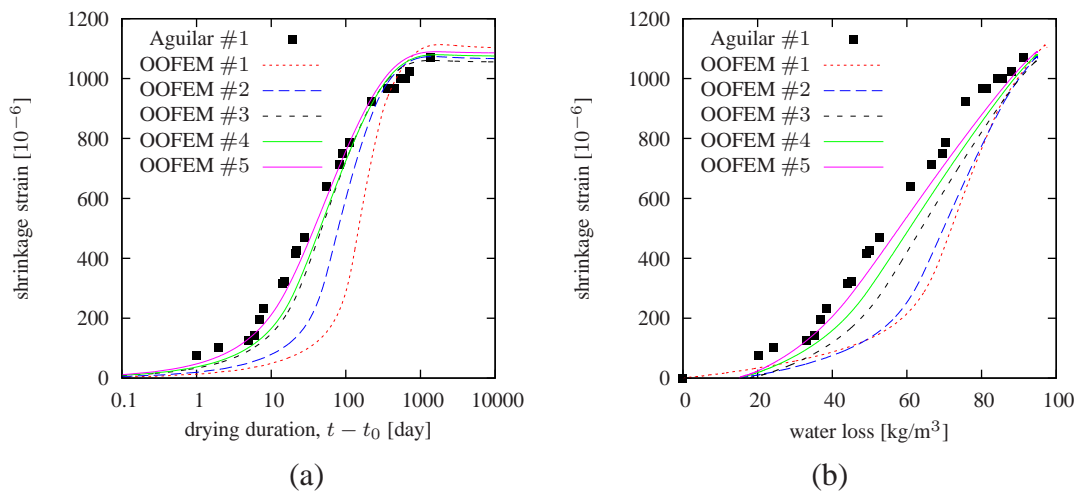 1200
1000
800
600
400
200
0
shrinkage strain [10⁻⁶]
Aguilar #1
OOFEM #1
OOFEM #2
OOFEM #3
OOFEM #4
OOFEM #5
0.1 1 10 100 1000 10000
drying duration, t − t₀ [day]
(a)
1200
1000
800
600
400
200
0
shrinkage strain [10⁻⁶]
Aguilar #1
OOFEM #1
OOFEM #2
OOFEM #3
OOFEM #4
OOFEM #5
0 20 40 60 80 100
water loss [kg/m³]
(b)